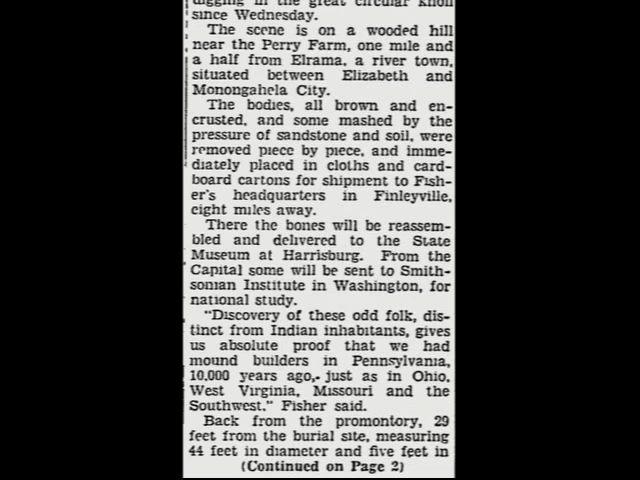 digging in the great circular knoll
since Wednesday.
The scene is on a wooded hill
near the Perry Farm, one mile and
a half from Elrama, a river town,
situated between Elizabeth and
Monongahela City.
The bodies, all brown and en-
crusted, and some mashed by the
pressure of sandstone and soil, were
removed piece by piece, and imme-
diately placed in cloths and card-
board cartons for shipment to Fish-
er's headquarters in Finleyville,
eight miles away.
There the bones will be reassem-
bled and delivered to the State
Museum at Harrisburg. From the
Capital some will be sent to Smith-
sonian Institute in Washington, for
national study.
"Discovery of these odd folk, dis-
tinct from Indian inhabitants, gives
us absolute proof that we had
mound builders in Pennsylvania,
10,000 years ago, just as in Ohio,
West Virginia, Missouri and the
Southwest," Fisher said.
Back from the promontory, 29
feet from the burial site, measuring
44 feet in diameter and five feet in
(Continued on Page 2)